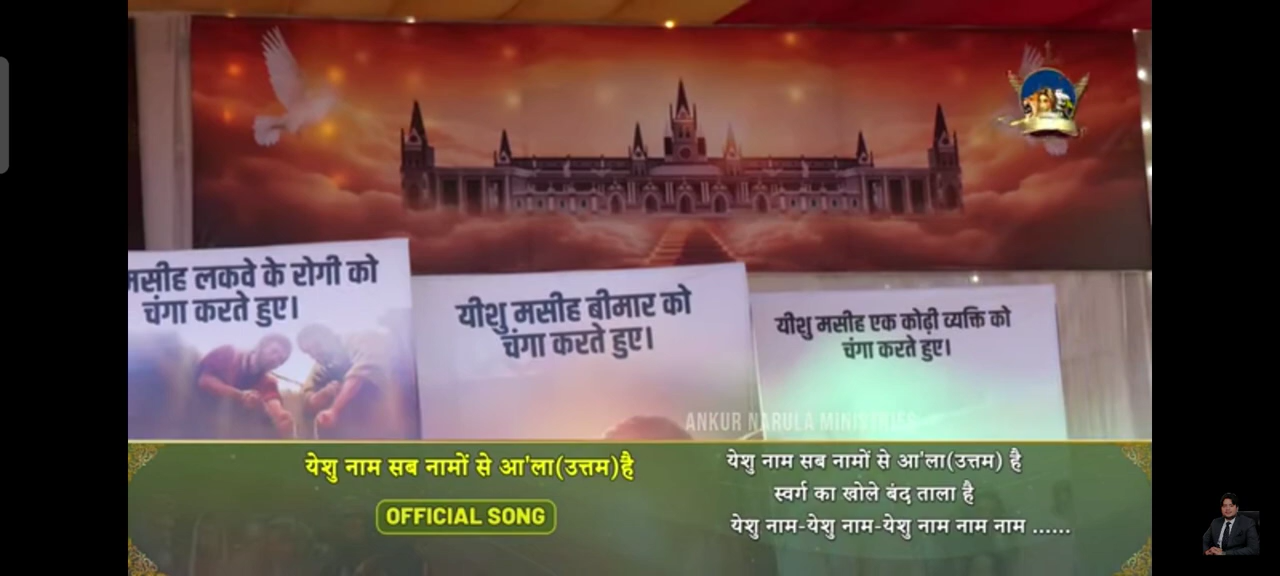 मसीह लकवे के रोगी को
चंगा करते हुए।
यीशु मसीह बीमार को
चंगा करते हुए।
यीशु मसीह एक कोढ़ी व्यक्ति को
चंगा करते हुए।
ANKUR NARULA MINISTRIES
येशु नाम सब नामों से आ'ला(उत्तम)है
OFFICIAL SONG
येशु नाम सब नामों से आ'ला(उत्तम) है
स्वर्ग का खोले बंद ताला है
येशु नाम-येशु नाम-येशु नाम नाम नाम ......